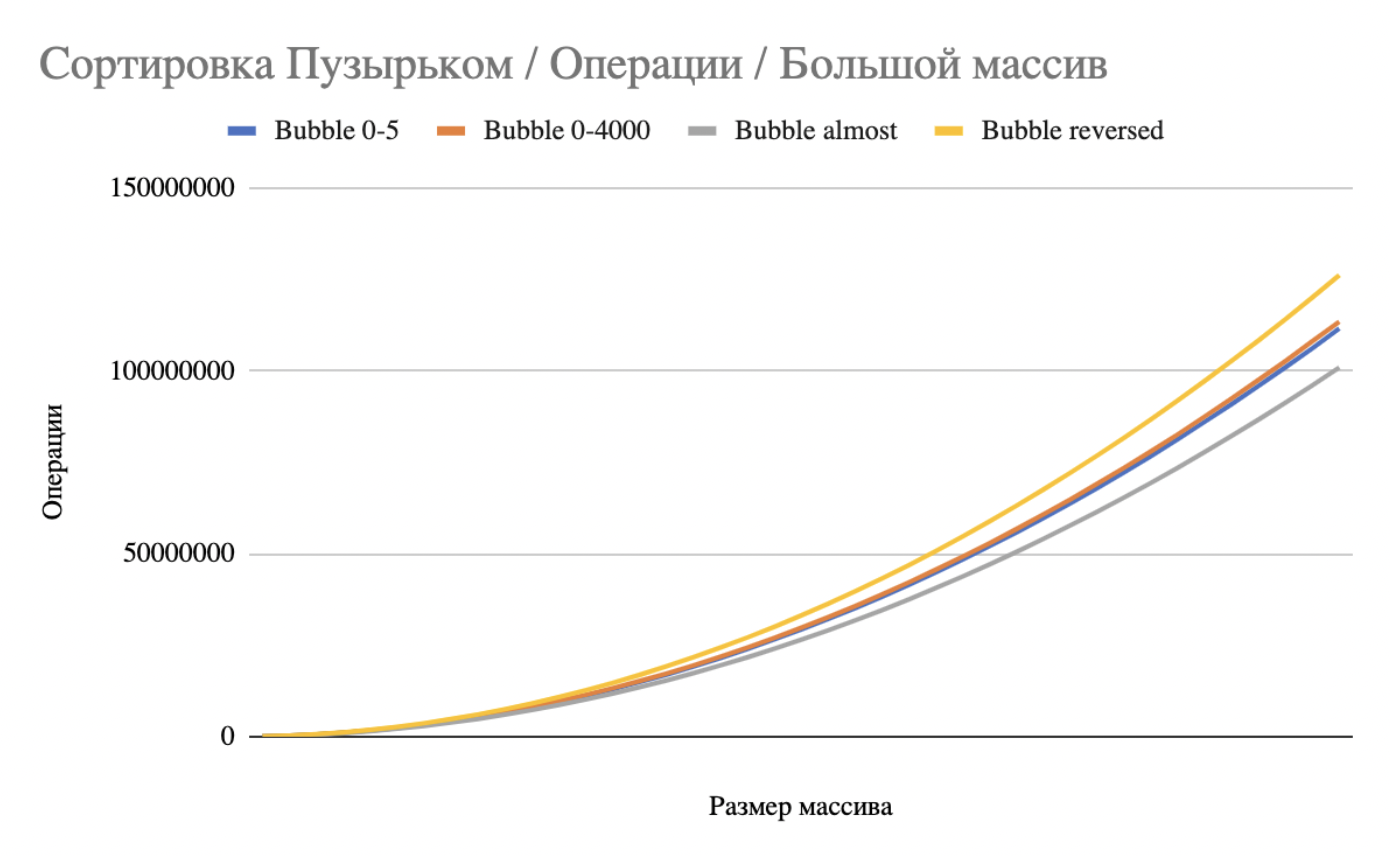 Сортировка Пузырьком / Операции / Большой массив
Bubble 0-5 Bubble 0-4000 Bubble almost Bubble reversed
150000000
100000000
50000000
0
Операции
Размер массива